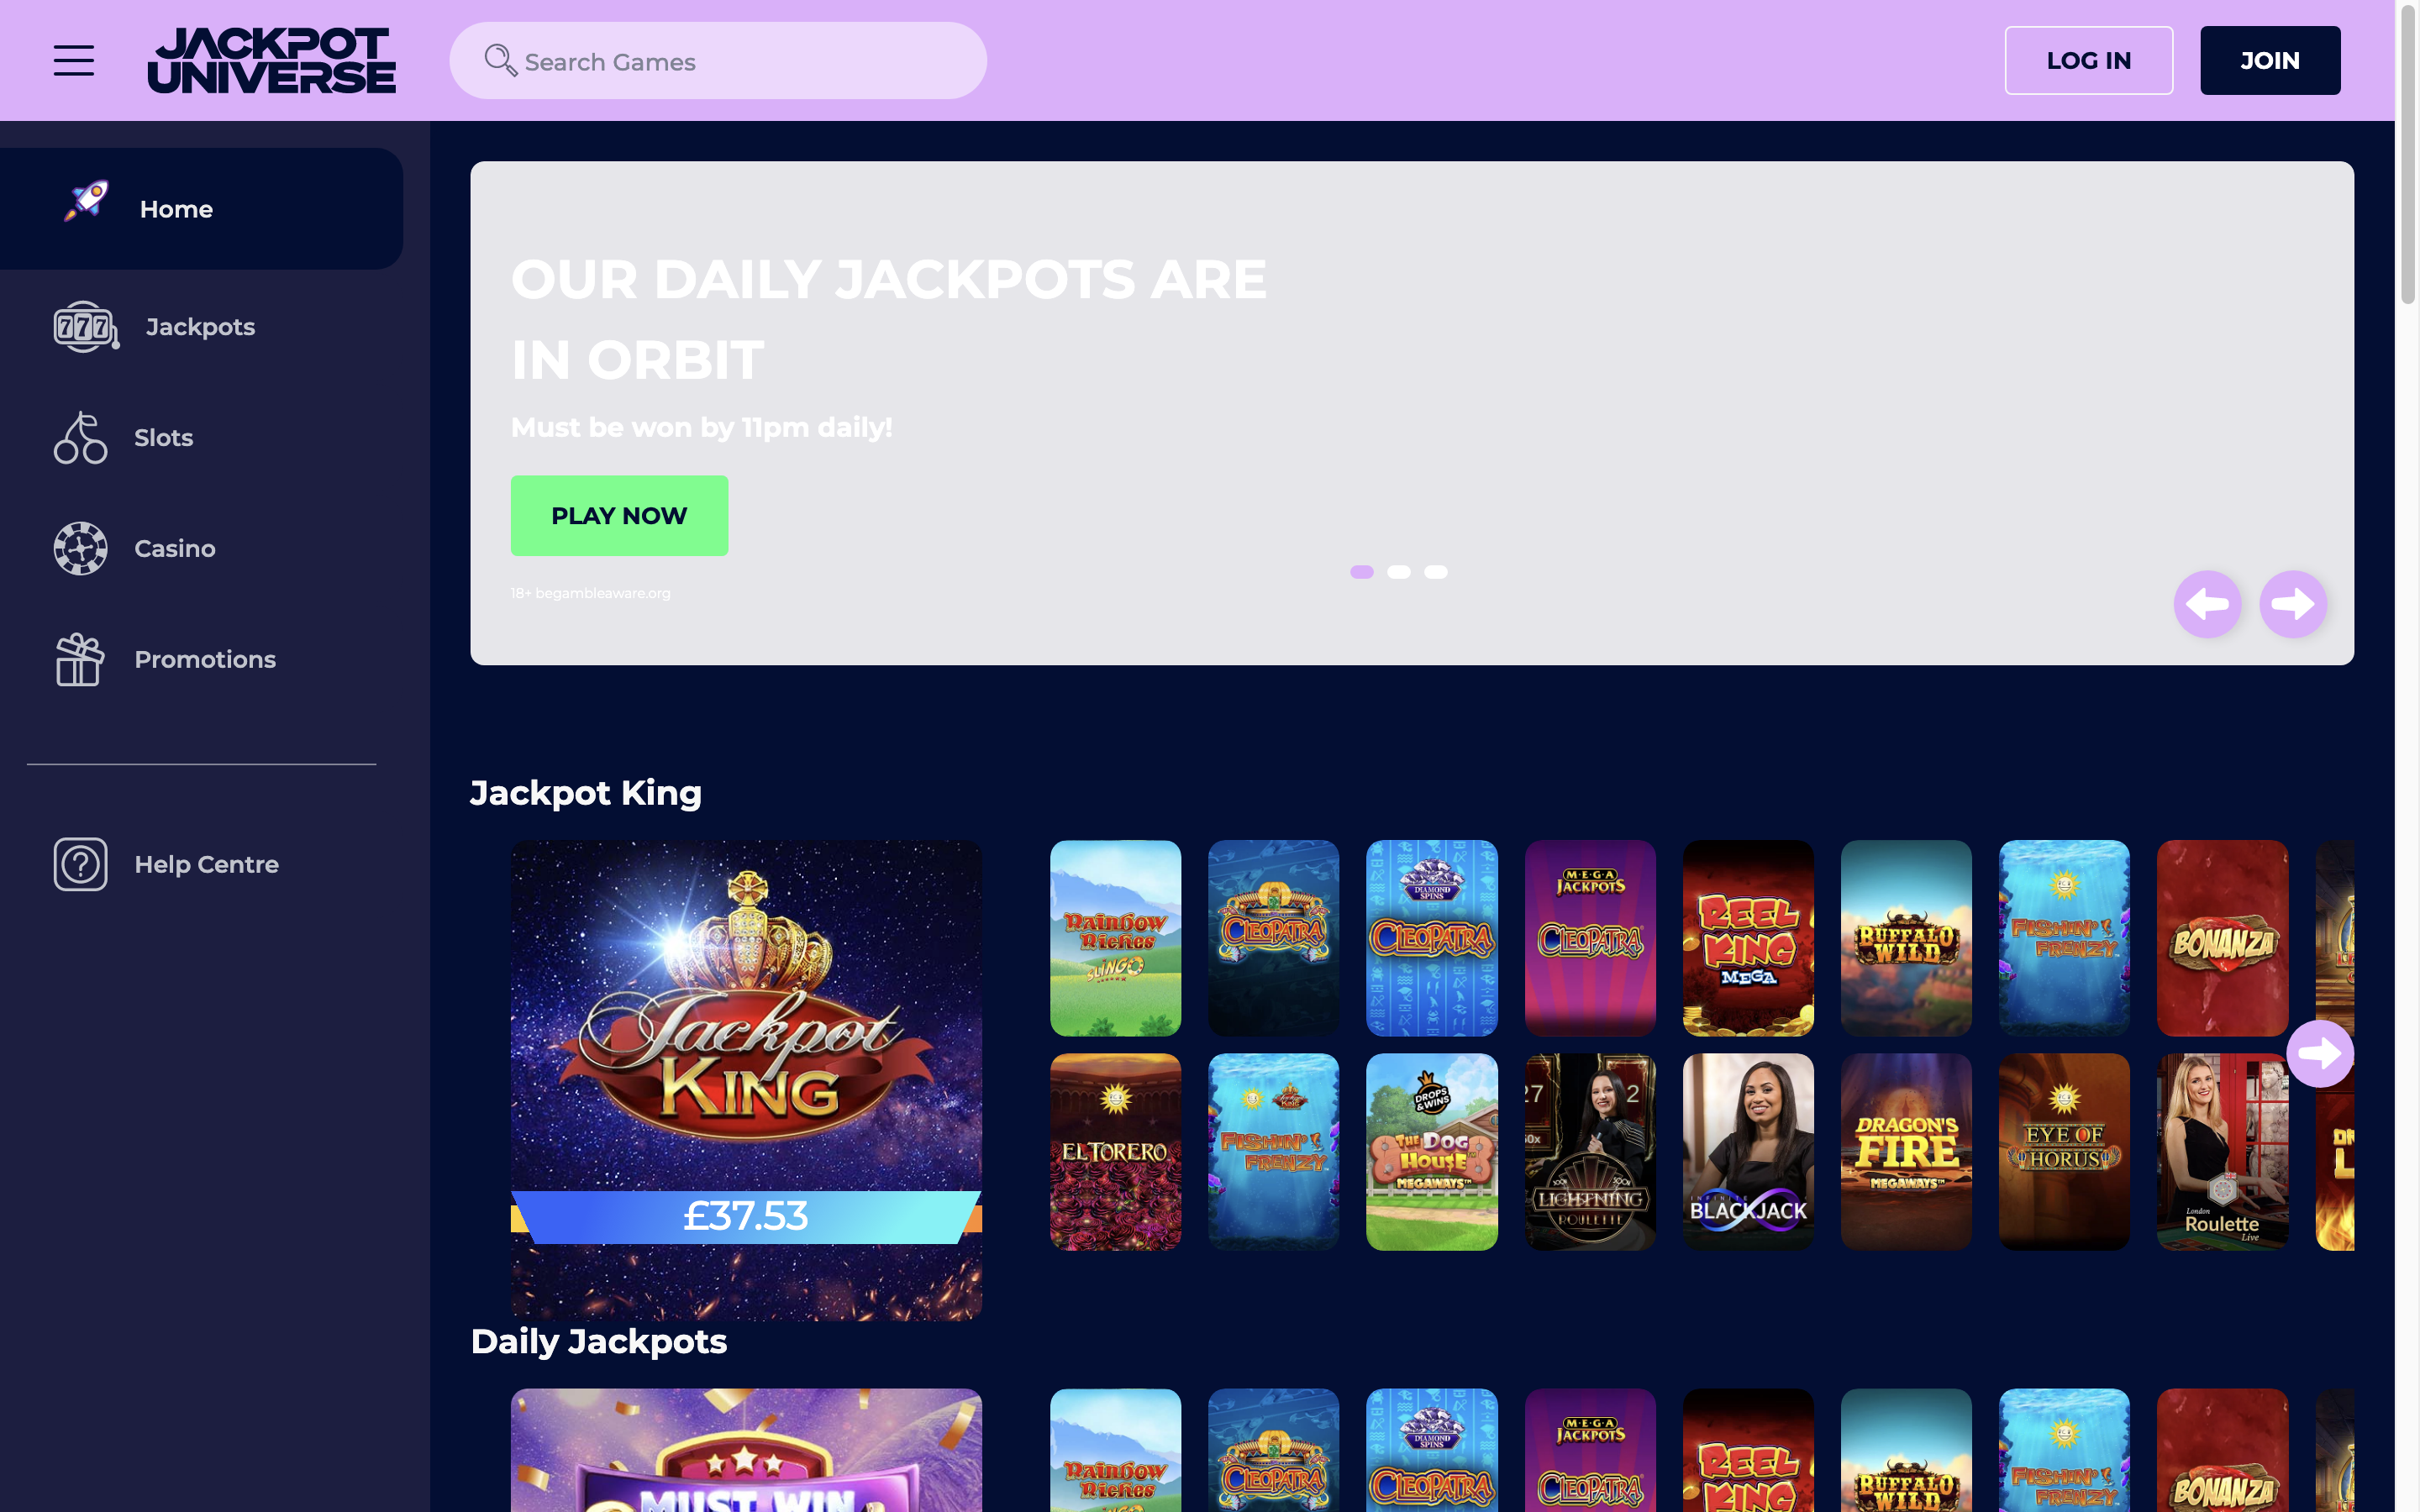 JACKPOT
UNIVERSE
Search Games
LOG IN
JOIN
Home
Jackpots
Slots
Casino
Promotions
Help Centre
OUR DAILY JACKPOTS ARE
IN ORBIT
Must be won by 11pm daily!
PLAY NOW
18+ begambleaware.org
Jackpot King
Jackpot
KING
£37.53
RAINBOW
RICHES
SLINGO
CLEOPATRA
DIAMOND
SPINS
CLEOPATRA
MEGA
JACKPOTS
CLEOPATRA
REEL
KING
MEGA
BUFFALO
WILD
FISHIN'
FRENZY
BONANZA
EL TORERO
FISHIN'
FRENZY
DROPS
&WINS
THE DOG
HOUSE
MEGAWAYS™
27
2
LIGHTNING
ROULETTE
INFINITE
BLACKJACK
DRAGON'S
FIRE
MEGAWAYS™
EYE OF
HORUS
London
Roulette
Live
Daily Jackpots
MUST WIN
RAINBOW
RICHES
CLEOPATRA
DIAMOND
SPINS
CLEOPATRA
MEGA
JACKPOTS
CLEOPATRA
REEL
KING
BUFFALO
WILD
FISHIN'
FRENZY
BONANZA